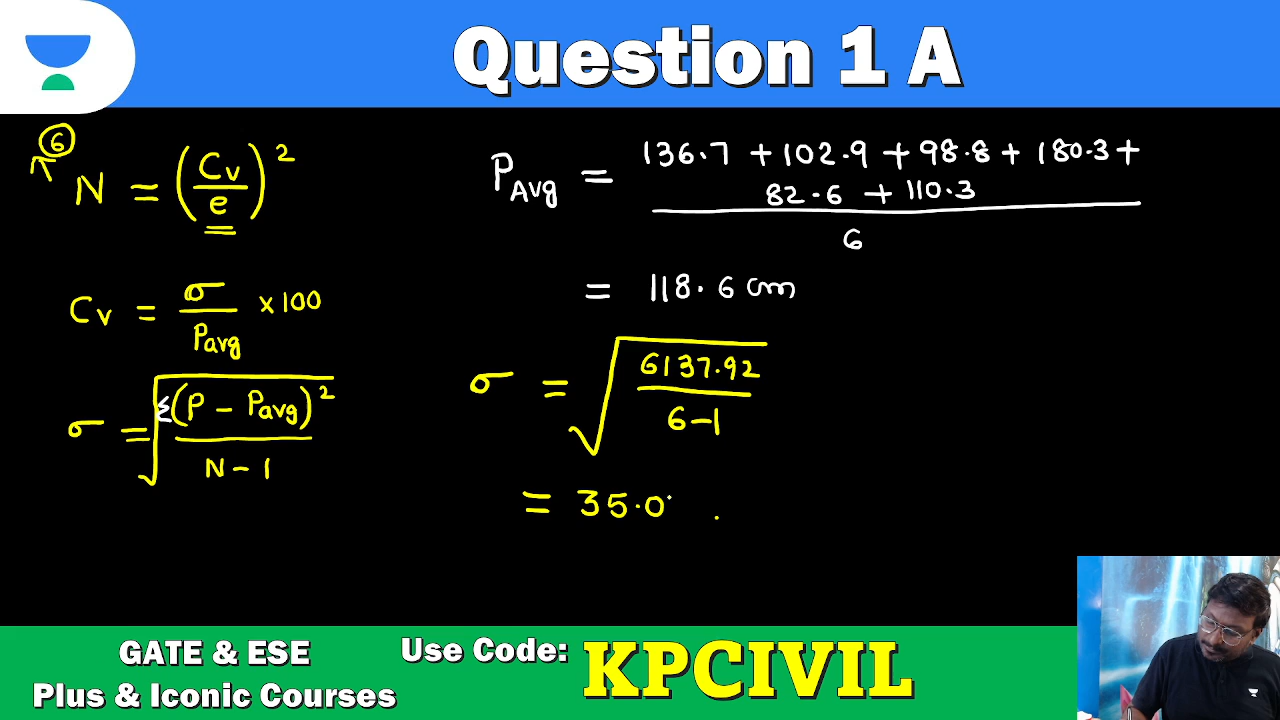 Question 1 A
6
N = (Cv/e)²
Cv = σ/Pavg × 100
σ = √(Σ(P - Pavg)²/N - 1)
PAvg = 136.7 + 102.9 + 98.8 + 180.3 +
82.6 + 110.3
6
= 118.6 cm
σ = √(6137.92/6-1)
= 35.0
GATE & ESE
Plus & Iconic Courses
Use Code: KPCIVIL